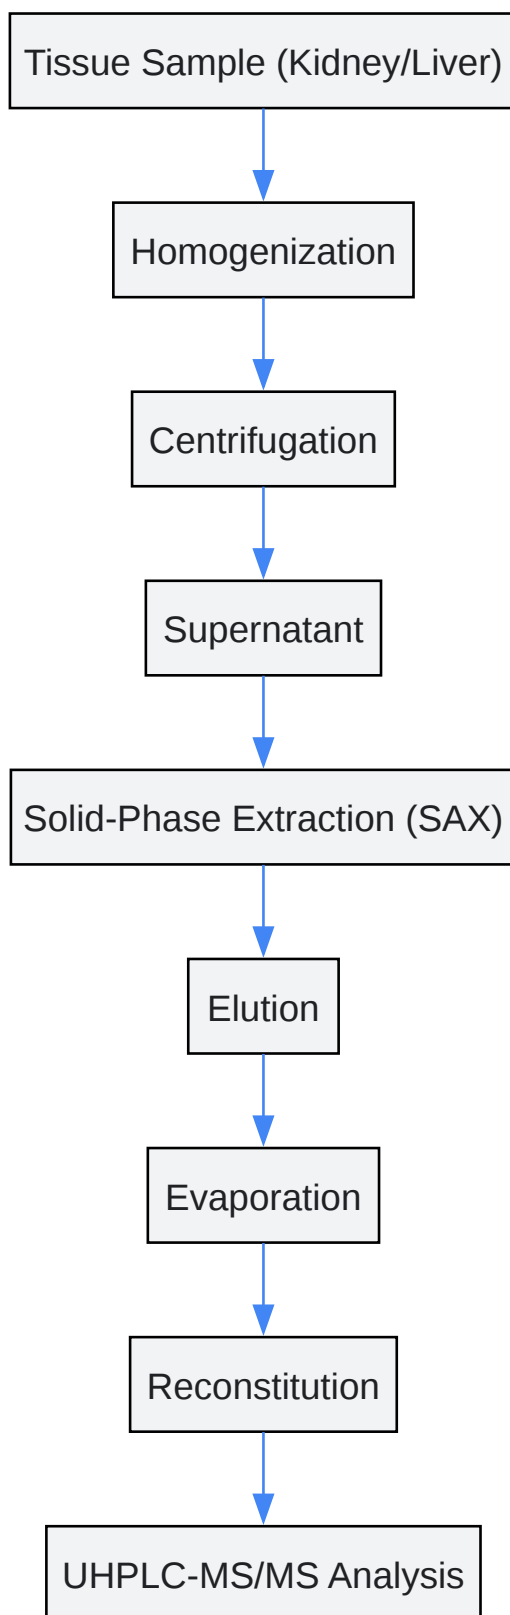 Tissue Sample (Kidney/Liver)
Homogenization
Centrifugation
Supernatant
Solid-Phase Extraction (SAX)
Elution
Evaporation
Reconstitution
UHPLC-MS/MS Analysis